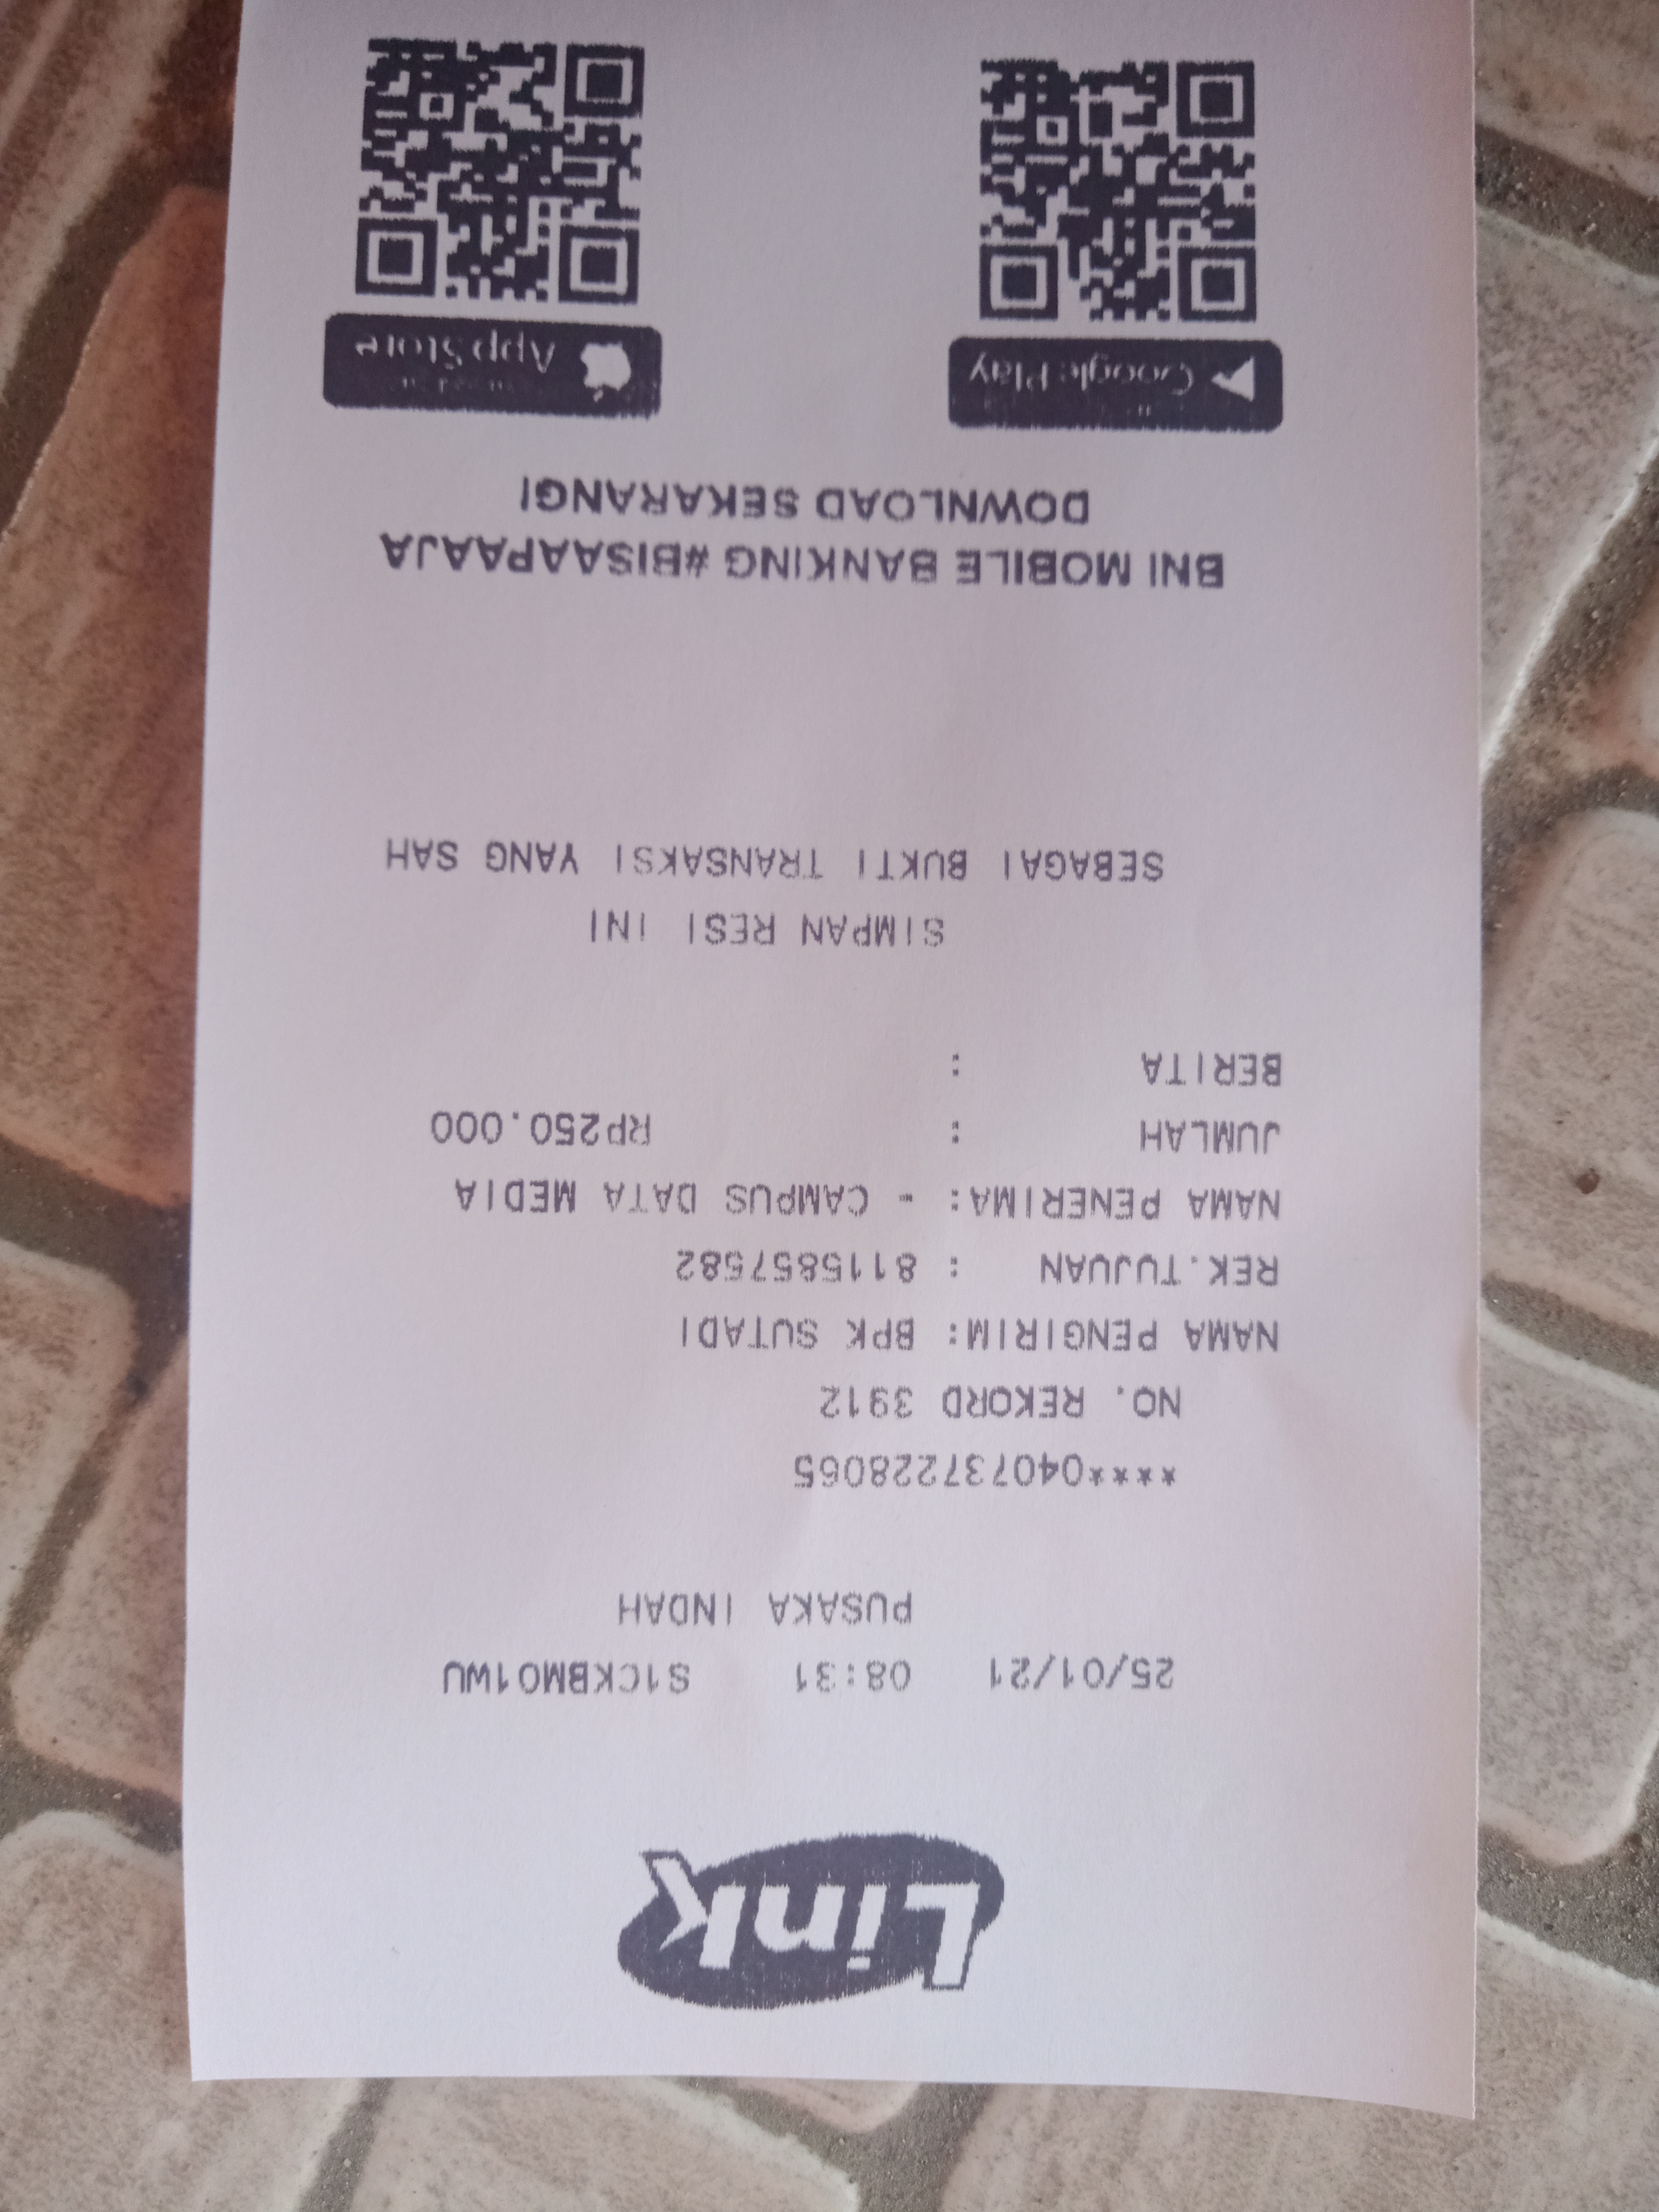 Link
25/01/21 08:31 S1CKBM01WU
PUSAKA INDAH
****040737228065
NO. REKORD 3912
NAMA PENGIRIM: BPK SUTADI
REK.TUJUAN : 8115857582
NAMA PENERIMA: - CAMPUS DATA MEDIA
JUMLAH : RP250.000
BERITA :
SIMPAN RESI INI
SEBAGAI BUKTI TRANSAKSI YANG SAH
BNI MOBILE BANKING #BISAAPAAJA
DOWNLOAD SEKARANG!
Google Play
App Store